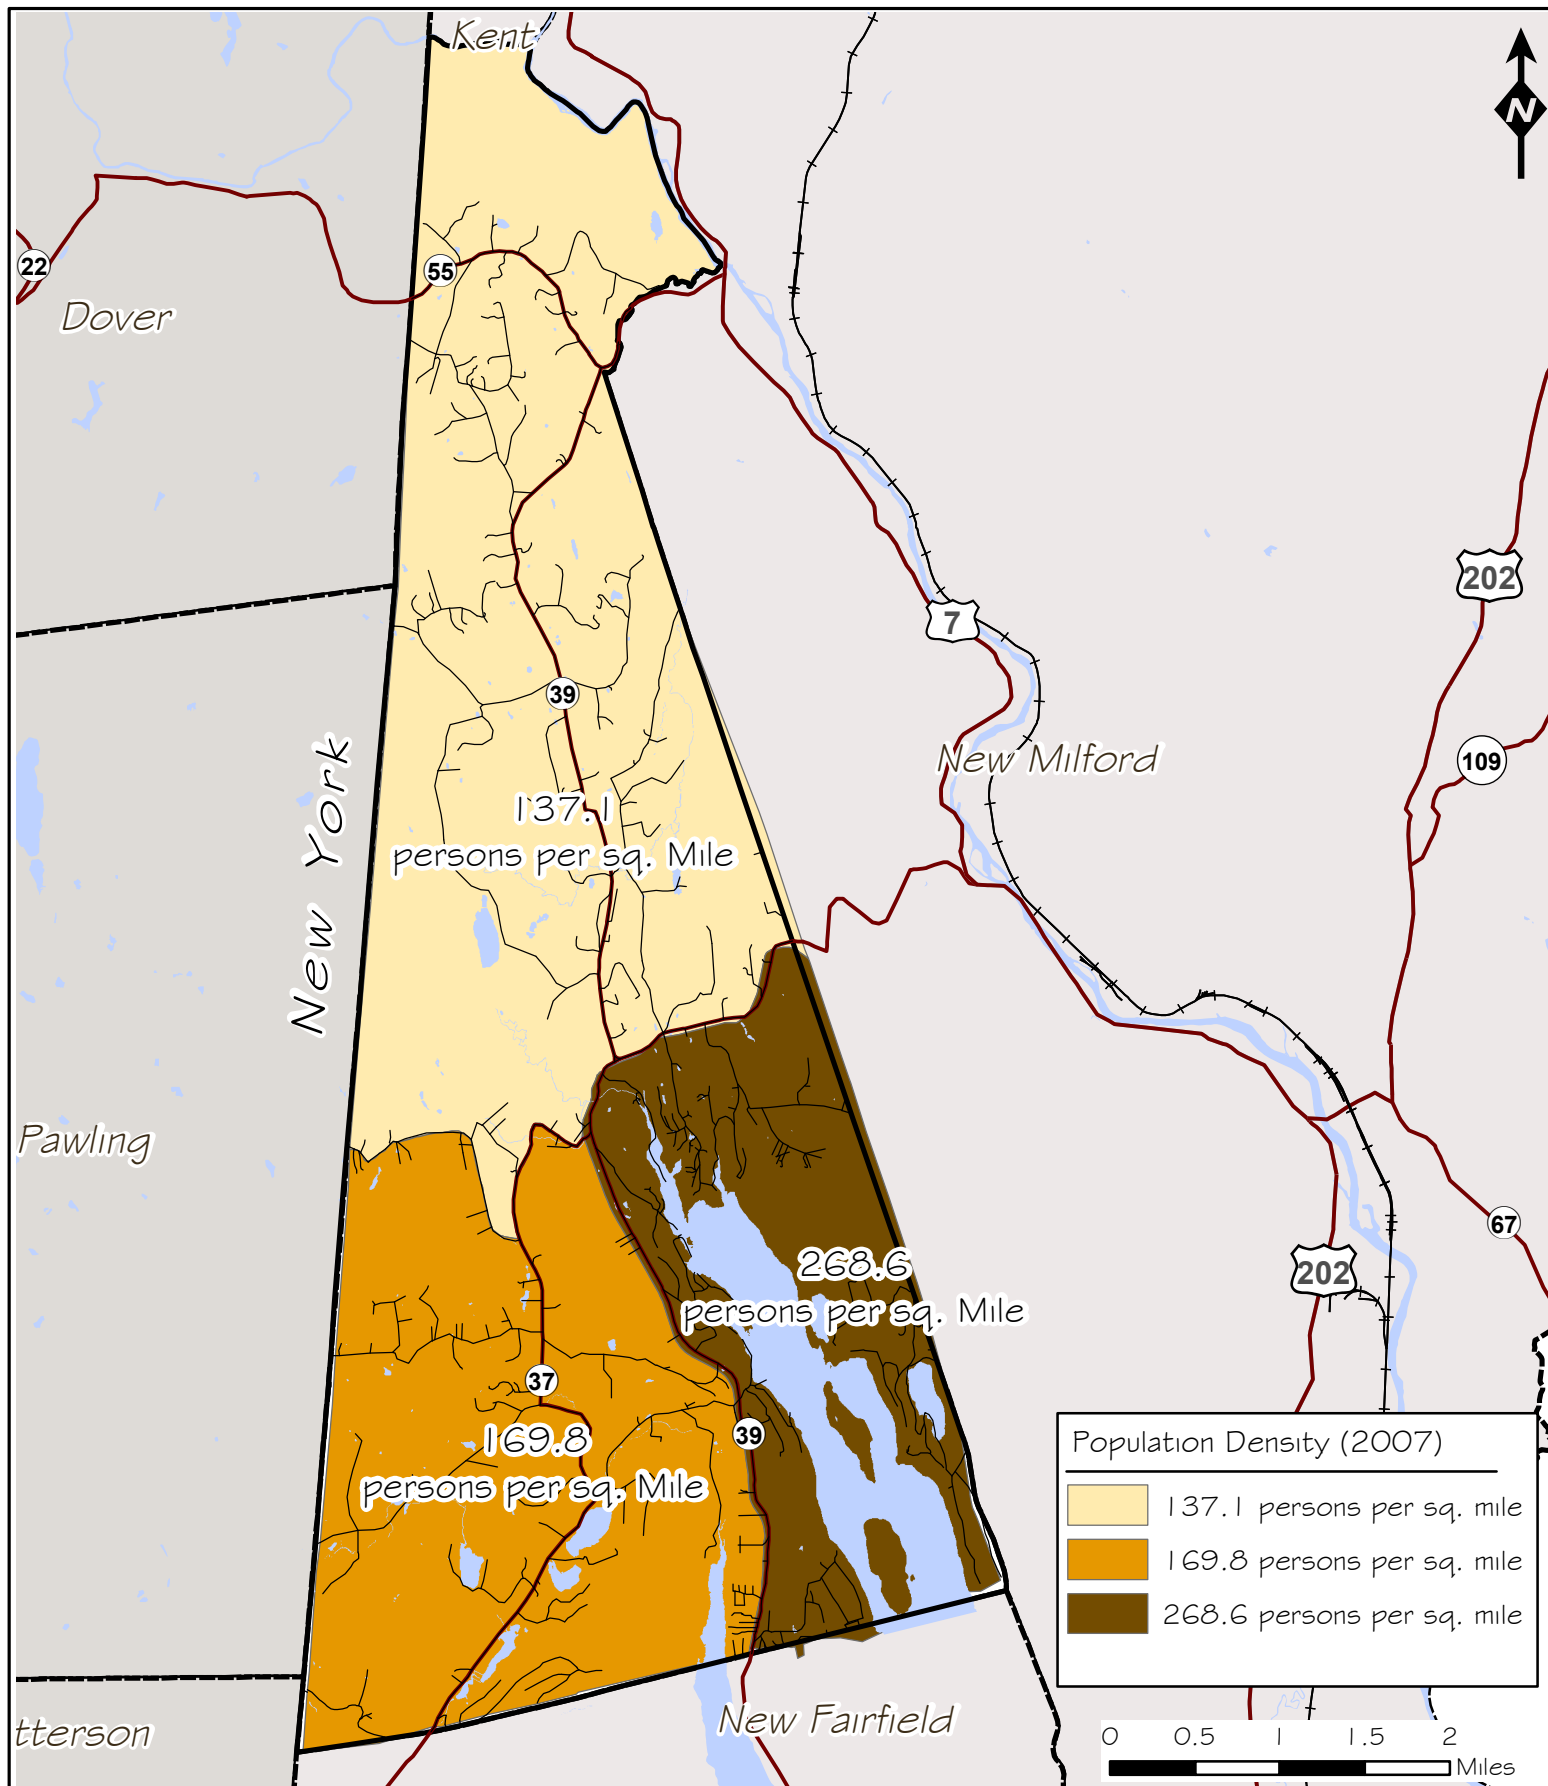 Kent
N
22
55
Dover
202
7
39
New Milford
109
New York
137.1
persons per sq. Mile
Pawling
67
268.6
persons per sq. Mile
202
37
39
169.8
persons per sq. Mile
Population Density (2007)
137.1 persons per sq. mile
169.8 persons per sq. mile
268.6 persons per sq. mile
tterson
New Fairfield
0 0.5 1 1.5 2
Miles